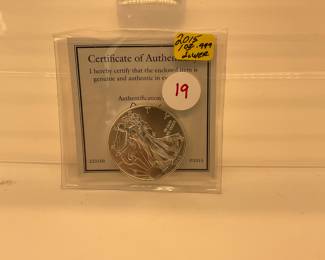 2015
1 oz .999
silver
Certificate of Authen
I hereby certify that the enclosed item is
genuine and authentic in
Authentication
19